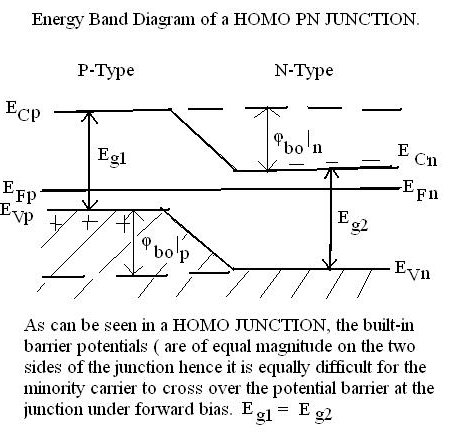 Energy Band Diagram of a HOMO PN JUNCTION.
P-Type
N-Type
E Cp
φ bo|n
E Cn
E g1
E Fp
E Fn
E Vp
E g2
φ bo|p
E Vn
As can be seen in a HOMO JUNCTION, the built-in
barrier potentials ( are of equal magnitude on the two
sides of the junction hence it is equally difficult for the
minority carrier to cross over the potential barrier at the
junction under forward bias. E g1 = E g2